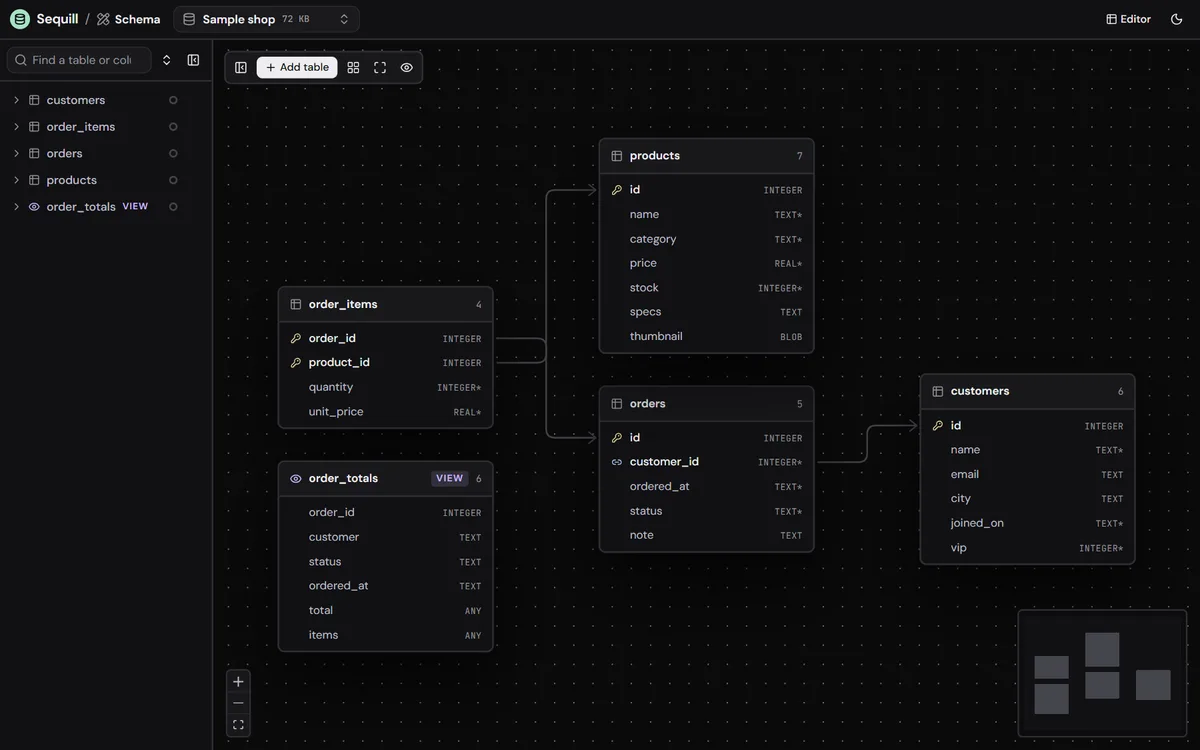 Sequill / Schema
Sample shop 72 KB
Editor
Find a table or colu
Add table
customers
order_items
orders
products
order_totals VIEW
products 7
id INTEGER
name TEXT*
category TEXT*
price REAL*
stock INTEGER*
specs TEXT
thumbnail BLOB
order_items 4
order_id INTEGER
product_id INTEGER
quantity INTEGER*
unit_price REAL*
orders 5
id INTEGER
customer_id INTEGER*
ordered_at TEXT*
status TEXT*
note TEXT
customers 6
id INTEGER
name TEXT*
email TEXT
city TEXT
joined_on TEXT*
vip INTEGER*
order_totals VIEW 6
order_id INTEGER
customer TEXT
status TEXT
ordered_at TEXT
total ANY
items ANY